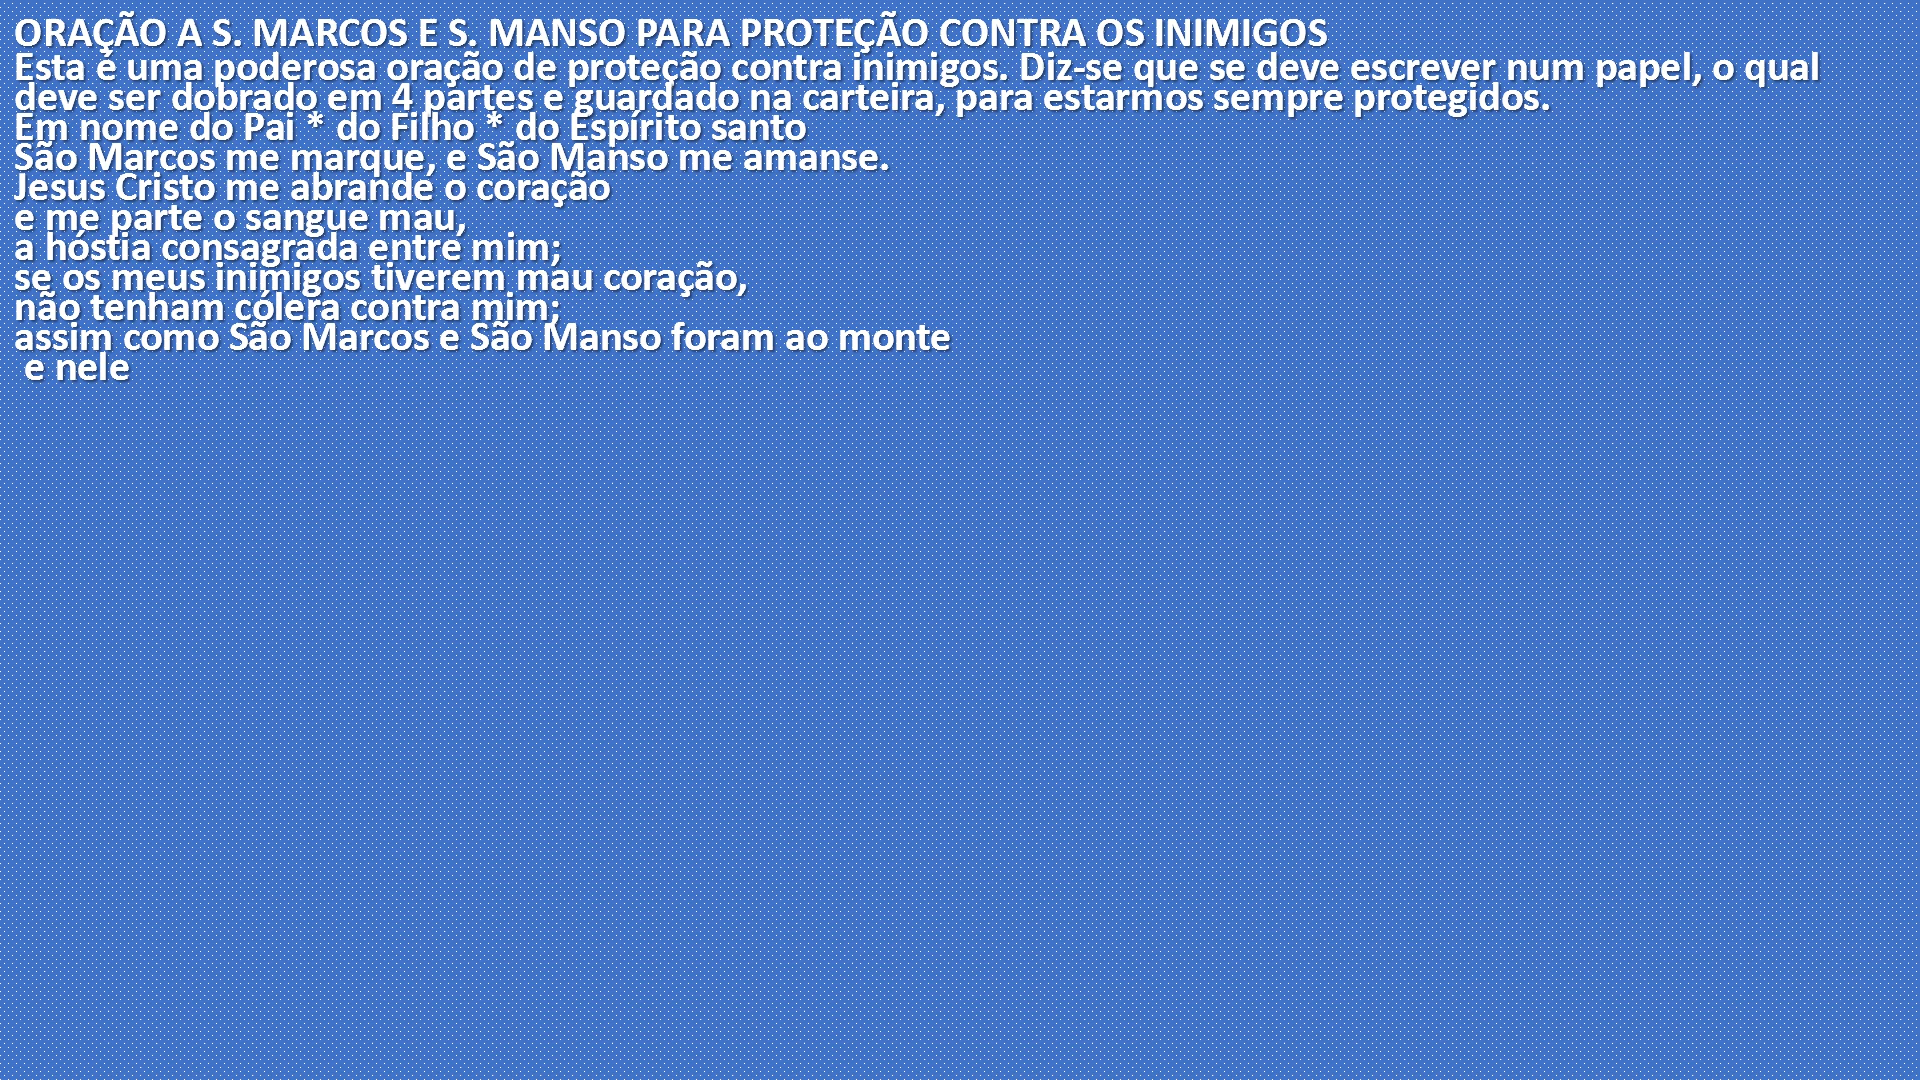 ORAÇÃO A S. MARCOS E S. MANSO PARA PROTEÇÃO CONTRA OS INIMIGOS
Esta é uma poderosa oração de proteção contra inimigos. Diz-se que se deve escrever num papel, o qual
deve ser dobrado em 4 partes e guardado na carteira, para estarmos sempre protegidos.
Em nome do Pai * do Filho * do Espírito santo
São Marcos me marque, e São Manso me amanse.
Jesus Cristo me abrande o coração
e me parte o sangue mau,
a hóstia consagrada entre mim;
se os meus inimigos tiverem mau coração,
não tenham cólera contra mim;
assim como São Marcos e São Manso foram ao monte
e nele